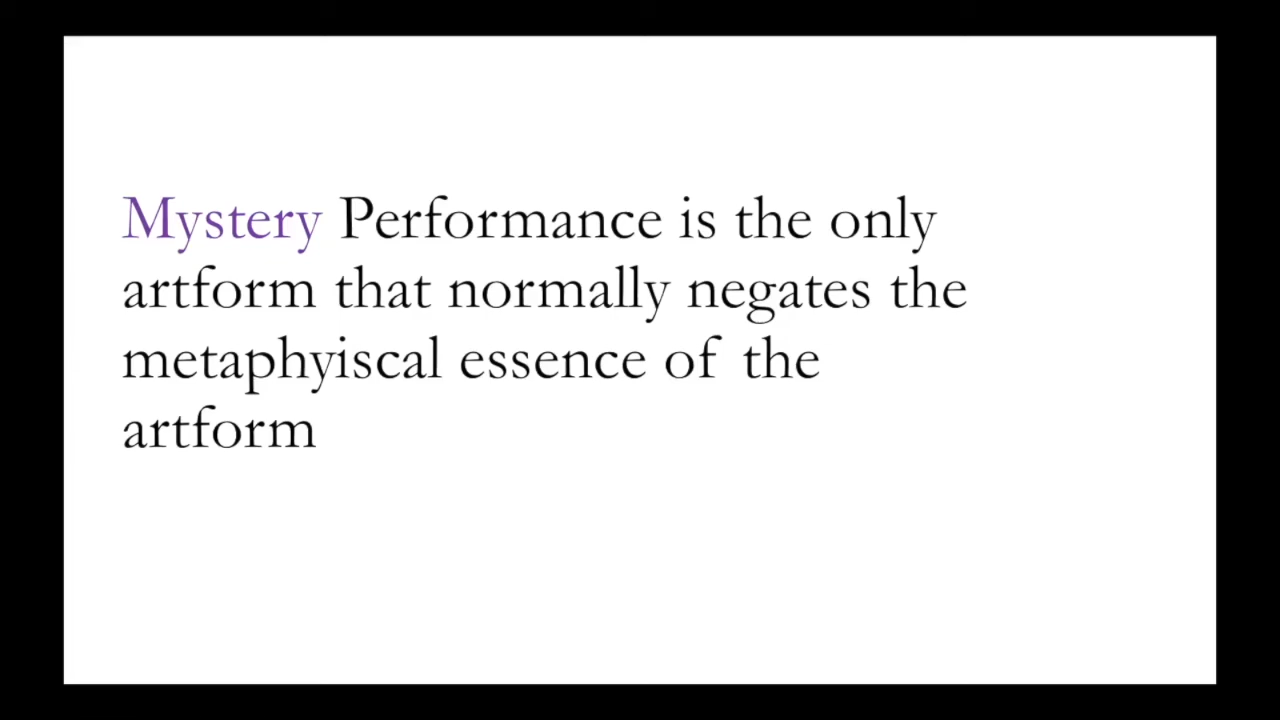 Mystery Performance is the only
artform that normally negates the
metaphyiscal essence of the
artform